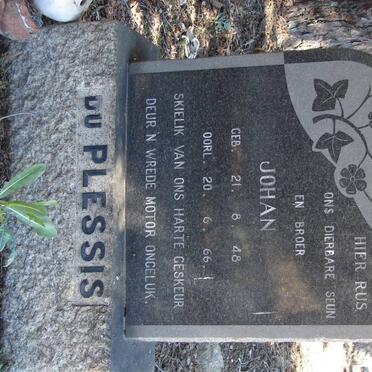 HIER RUS
ONS DIERBARE SEUN
EN BROER
JOHAN
GEB. 21. 8. 48.
OORL. 20. 6. 66.
SKIELIK VAN ONS HARTE GESKEUR
DEUR 'N WREDE MOTOR ONGELUK.
DU PLESSIS